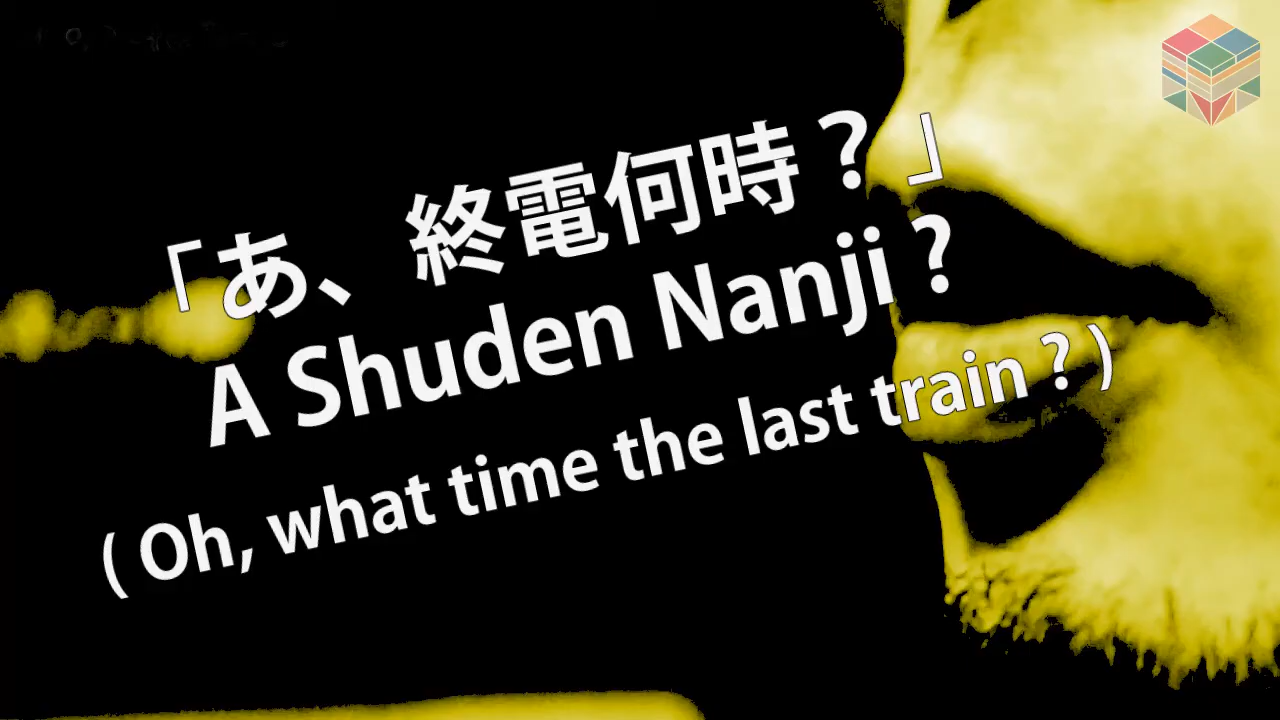 「あ、終電何時？」
A Shuden Nanji ?
( Oh, what time the last train ? )